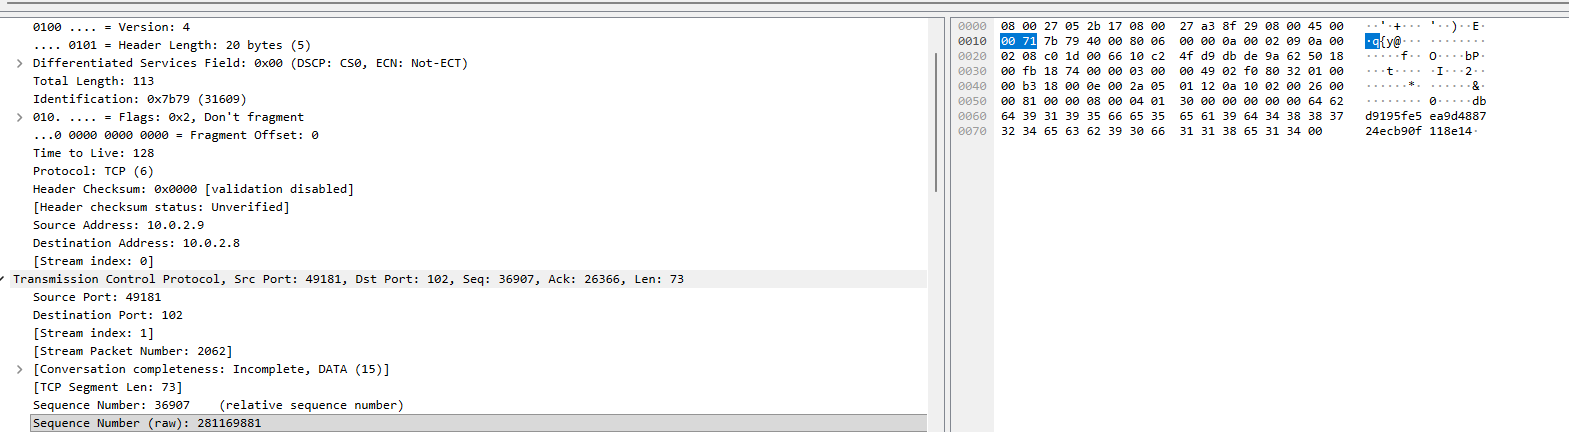 0100 .... = Version: 4
.... 0101 = Header Length: 20 bytes (5)
Differentiated Services Field: 0x00 (DSCP: CS0, ECN: Not-ECT)
Total Length: 113
Identification: 0x7b79 (31609)
010. .... = Flags: 0x2, Don't fragment
...0 0000 0000 0000 = Fragment Offset: 0
Time to Live: 128
Protocol: TCP (6)
Header Checksum: 0x0000 [validation disabled]
[Header checksum status: Unverified]
Source Address: 10.0.2.9
Destination Address: 10.0.2.8
[Stream index: 0]
Transmission Control Protocol, Src Port: 49181, Dst Port: 102, Seq: 36907, Ack: 26366, Len: 73
Source Port: 49181
Destination Port: 102
[Stream index: 1]
[Stream Packet Number: 2062]
[Conversation completeness: Incomplete, DATA (15)]
[TCP Segment Len: 73]
Sequence Number: 36907    (relative sequence number)
Sequence Number (raw): 281169881
0000 08 00 27 05 2b 17 08 00 27 a3 8f 29 08 00 45 00 ··'·+··· '··)··E·
0010 00 71 7b 79 40 00 80 06 00 00 0a 00 02 09 0a 00 ·q{y@··· ········
0020 02 08 c0 1d 00 66 10 c2 4f d9 db de 9a 62 50 18 ·····f·· O····bP·
0030 00 fb 18 74 00 00 03 00 00 49 02 f0 80 32 01 00 ···t···· ·I···2··
0040 00 b3 18 00 0e 00 2a 05 01 12 0a 10 02 00 26 00 ······*· ······&·
0050 00 81 00 00 08 00 04 01 30 00 00 00 00 00 64 62 ········ 0·····db
0060 64 39 31 39 35 66 65 35 65 61 39 64 34 38 38 37 d9195fe5 ea9d4887
0070 32 34 65 63 62 39 30 66 31 31 38 65 31 34 00 24ecb90f 118e14·